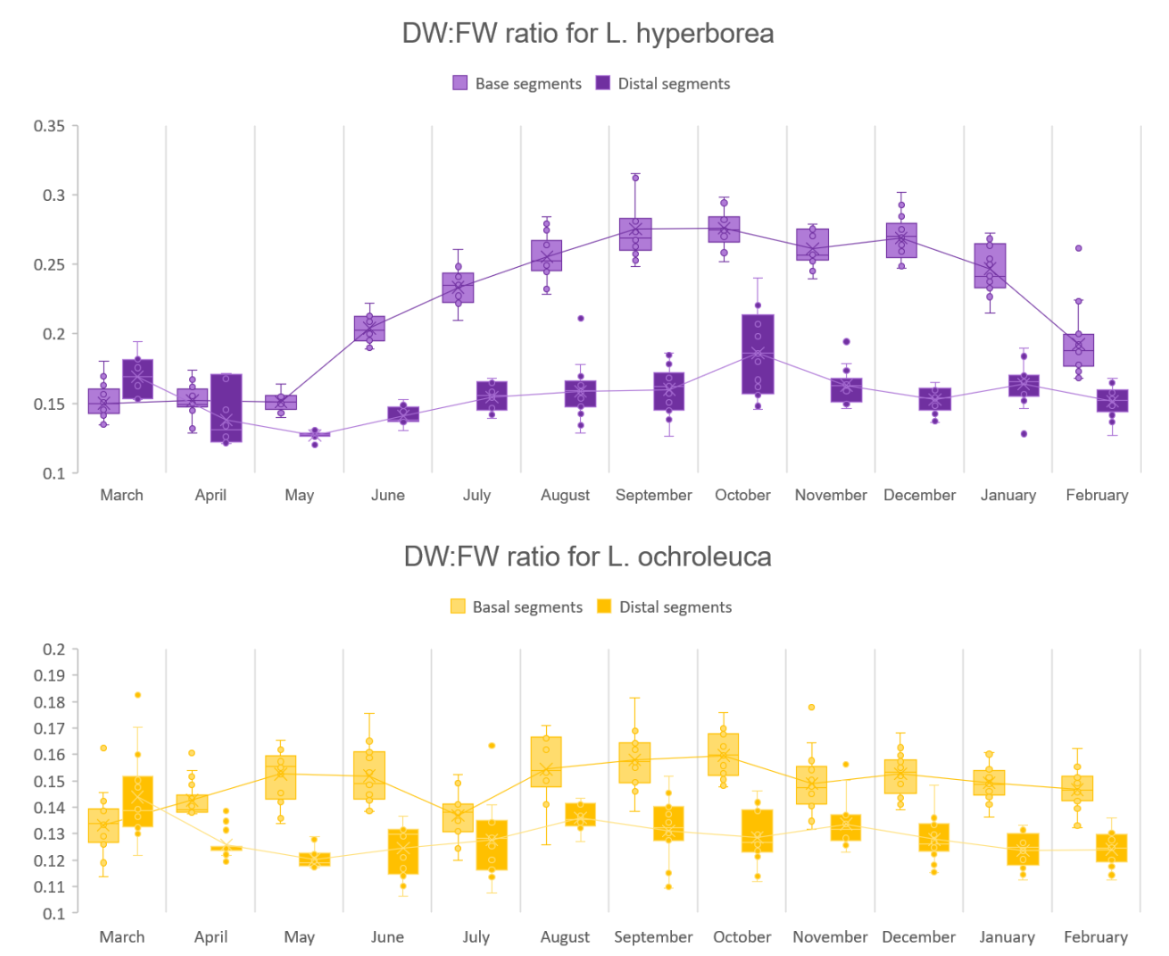 DW:FW ratio for L. hyperborea
Base segments Distal segments
0.35
0.3
0.25
0.2
0.15
0.1
March April May June July August September October November December January February
DW:FW ratio for L. ochroleuca
Basal segments Distal segments
0.2
0.19
0.18
0.17
0.16
0.15
0.14
0.13
0.12
0.11
0.1
March April May June July August September October November December January February